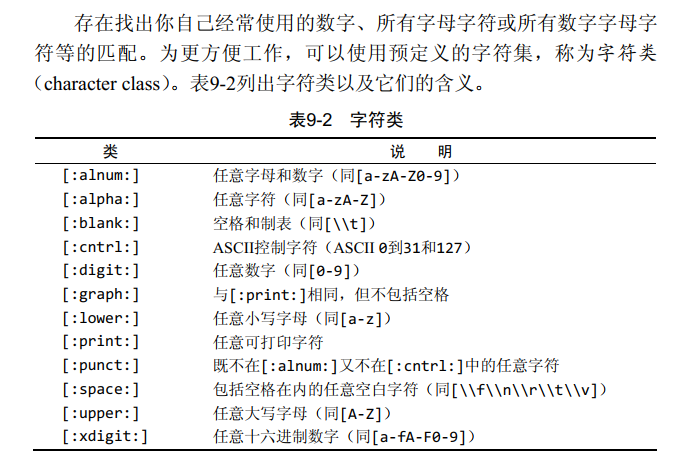 存在找出你自己经常使用的数字、所有字母字符或所有数字字母字
符等的匹配。为更方便工作，可以使用预定义的字符集，称为字符类
（character class）。表9-2列出字符类以及它们的含义。
表9-2 字符类
类 说 明
[:alnum:] 任意字母和数字（同[a-zA-Z0-9]）
[:alpha:] 任意字符（同[a-zA-Z]）
[:blank:] 空格和制表（同[\\t]）
[:cntrl:] ASCII控制字符（ASCII 0到31和127）
[:digit:] 任意数字（同[0-9]）
[:graph:] 与[:print:]相同，但不包括空格
[:lower:] 任意小写字母（同[a-z]）
[:print:] 任意可打印字符
[:punct:] 既不在[:alnum:]又不在[:cntrl:]中的任意字符
[:space:] 包括空格在内的任意空白字符（同[\\f\\n\\r\\t\\v]）
[:upper:] 任意大写字母（同[A-Z]）
[:xdigit:] 任意十六进制数字（同[a-fA-F0-9]）